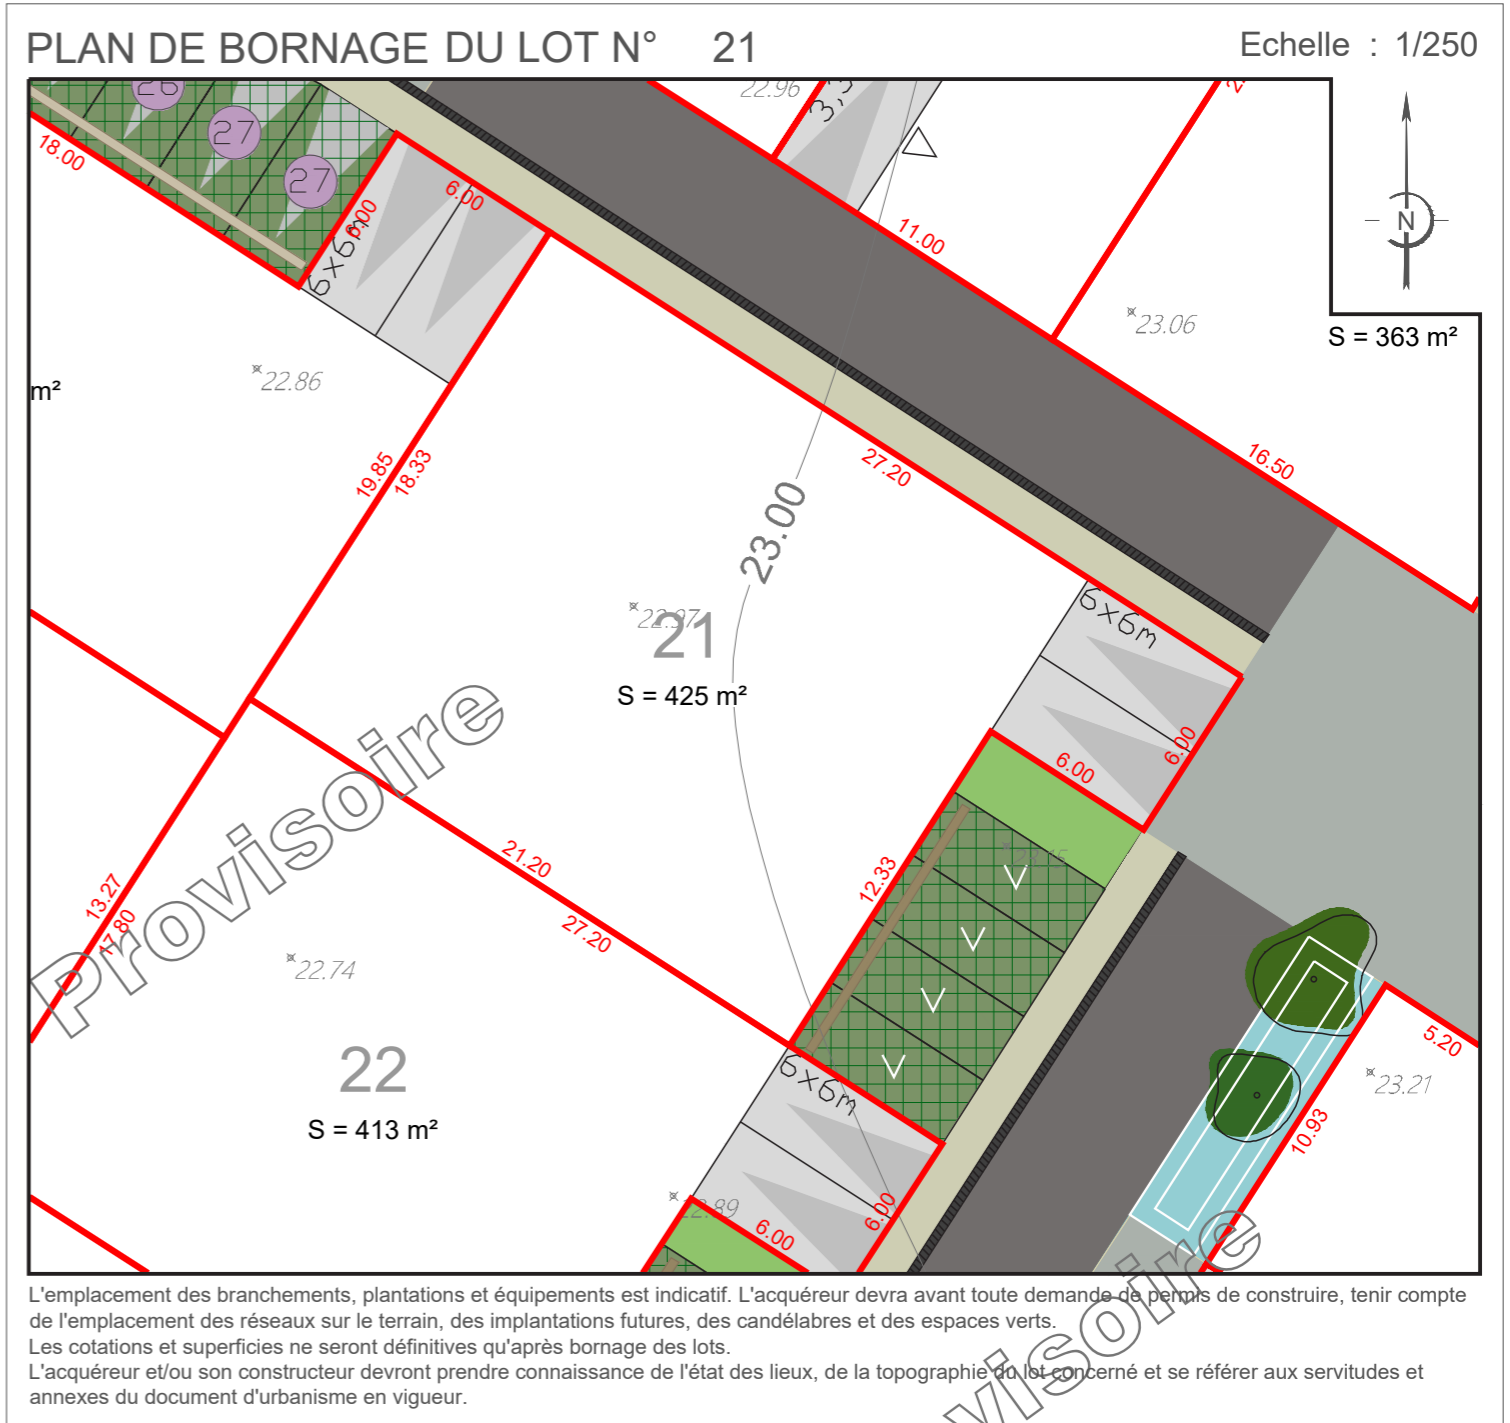 PLAN DE BORNAGE DU LOT N° 21
Echelle : 1/250
26
27
27
18.00
6.00
6.00
6x6m
22.96
11.00
N
23.06
S = 363 m²
m²
22.86
19.85
18.33
27.20
16.50
23.00
22.97
21
S = 425 m²
6x6m
6.00
6.00
12.33
21.20
27.20
13.27
17.80
Provisoire
22.74
22
S = 413 m²
6x6m
22.89
6.00
6.00
5.20
23.21
10.93
L'emplacement des branchements, plantations et équipements est indicatif. L'acquéreur devra avant toute demande de permis de construire, tenir compte
de l'emplacement des réseaux sur le terrain, des implantations futures, des candélabres et des espaces verts.
Les cotations et superficies ne seront définitives qu'après bornage des lots.
L'acquéreur et/ou son constructeur devront prendre connaissance de l'état des lieux, de la topographie du lot concerné et se référer aux servitudes et
annexes du document d'urbanisme en vigueur.
visoire